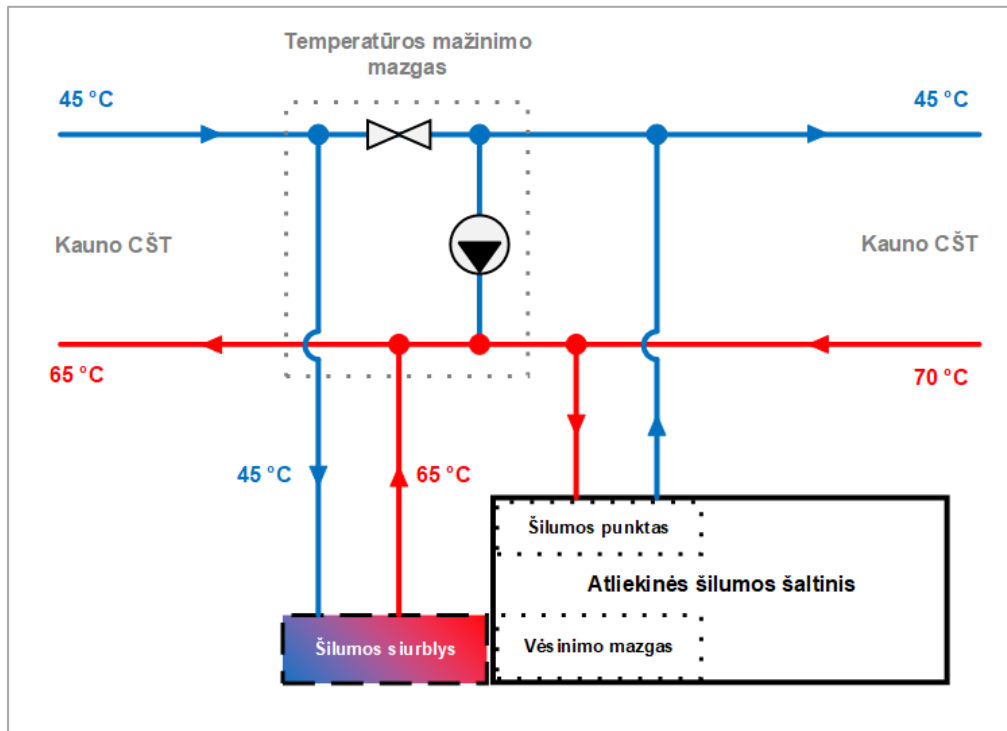 Temperatūros mažinimo
mazgas
45 °C
45 °C
Kauno CŠT
Kauno CŠT
65 °C
70 °C
45 °C
65 °C
Šilumos punktas
Atliekinės šilumos šaltinis
Šilumos siurblys
Vėsinimo mazgas